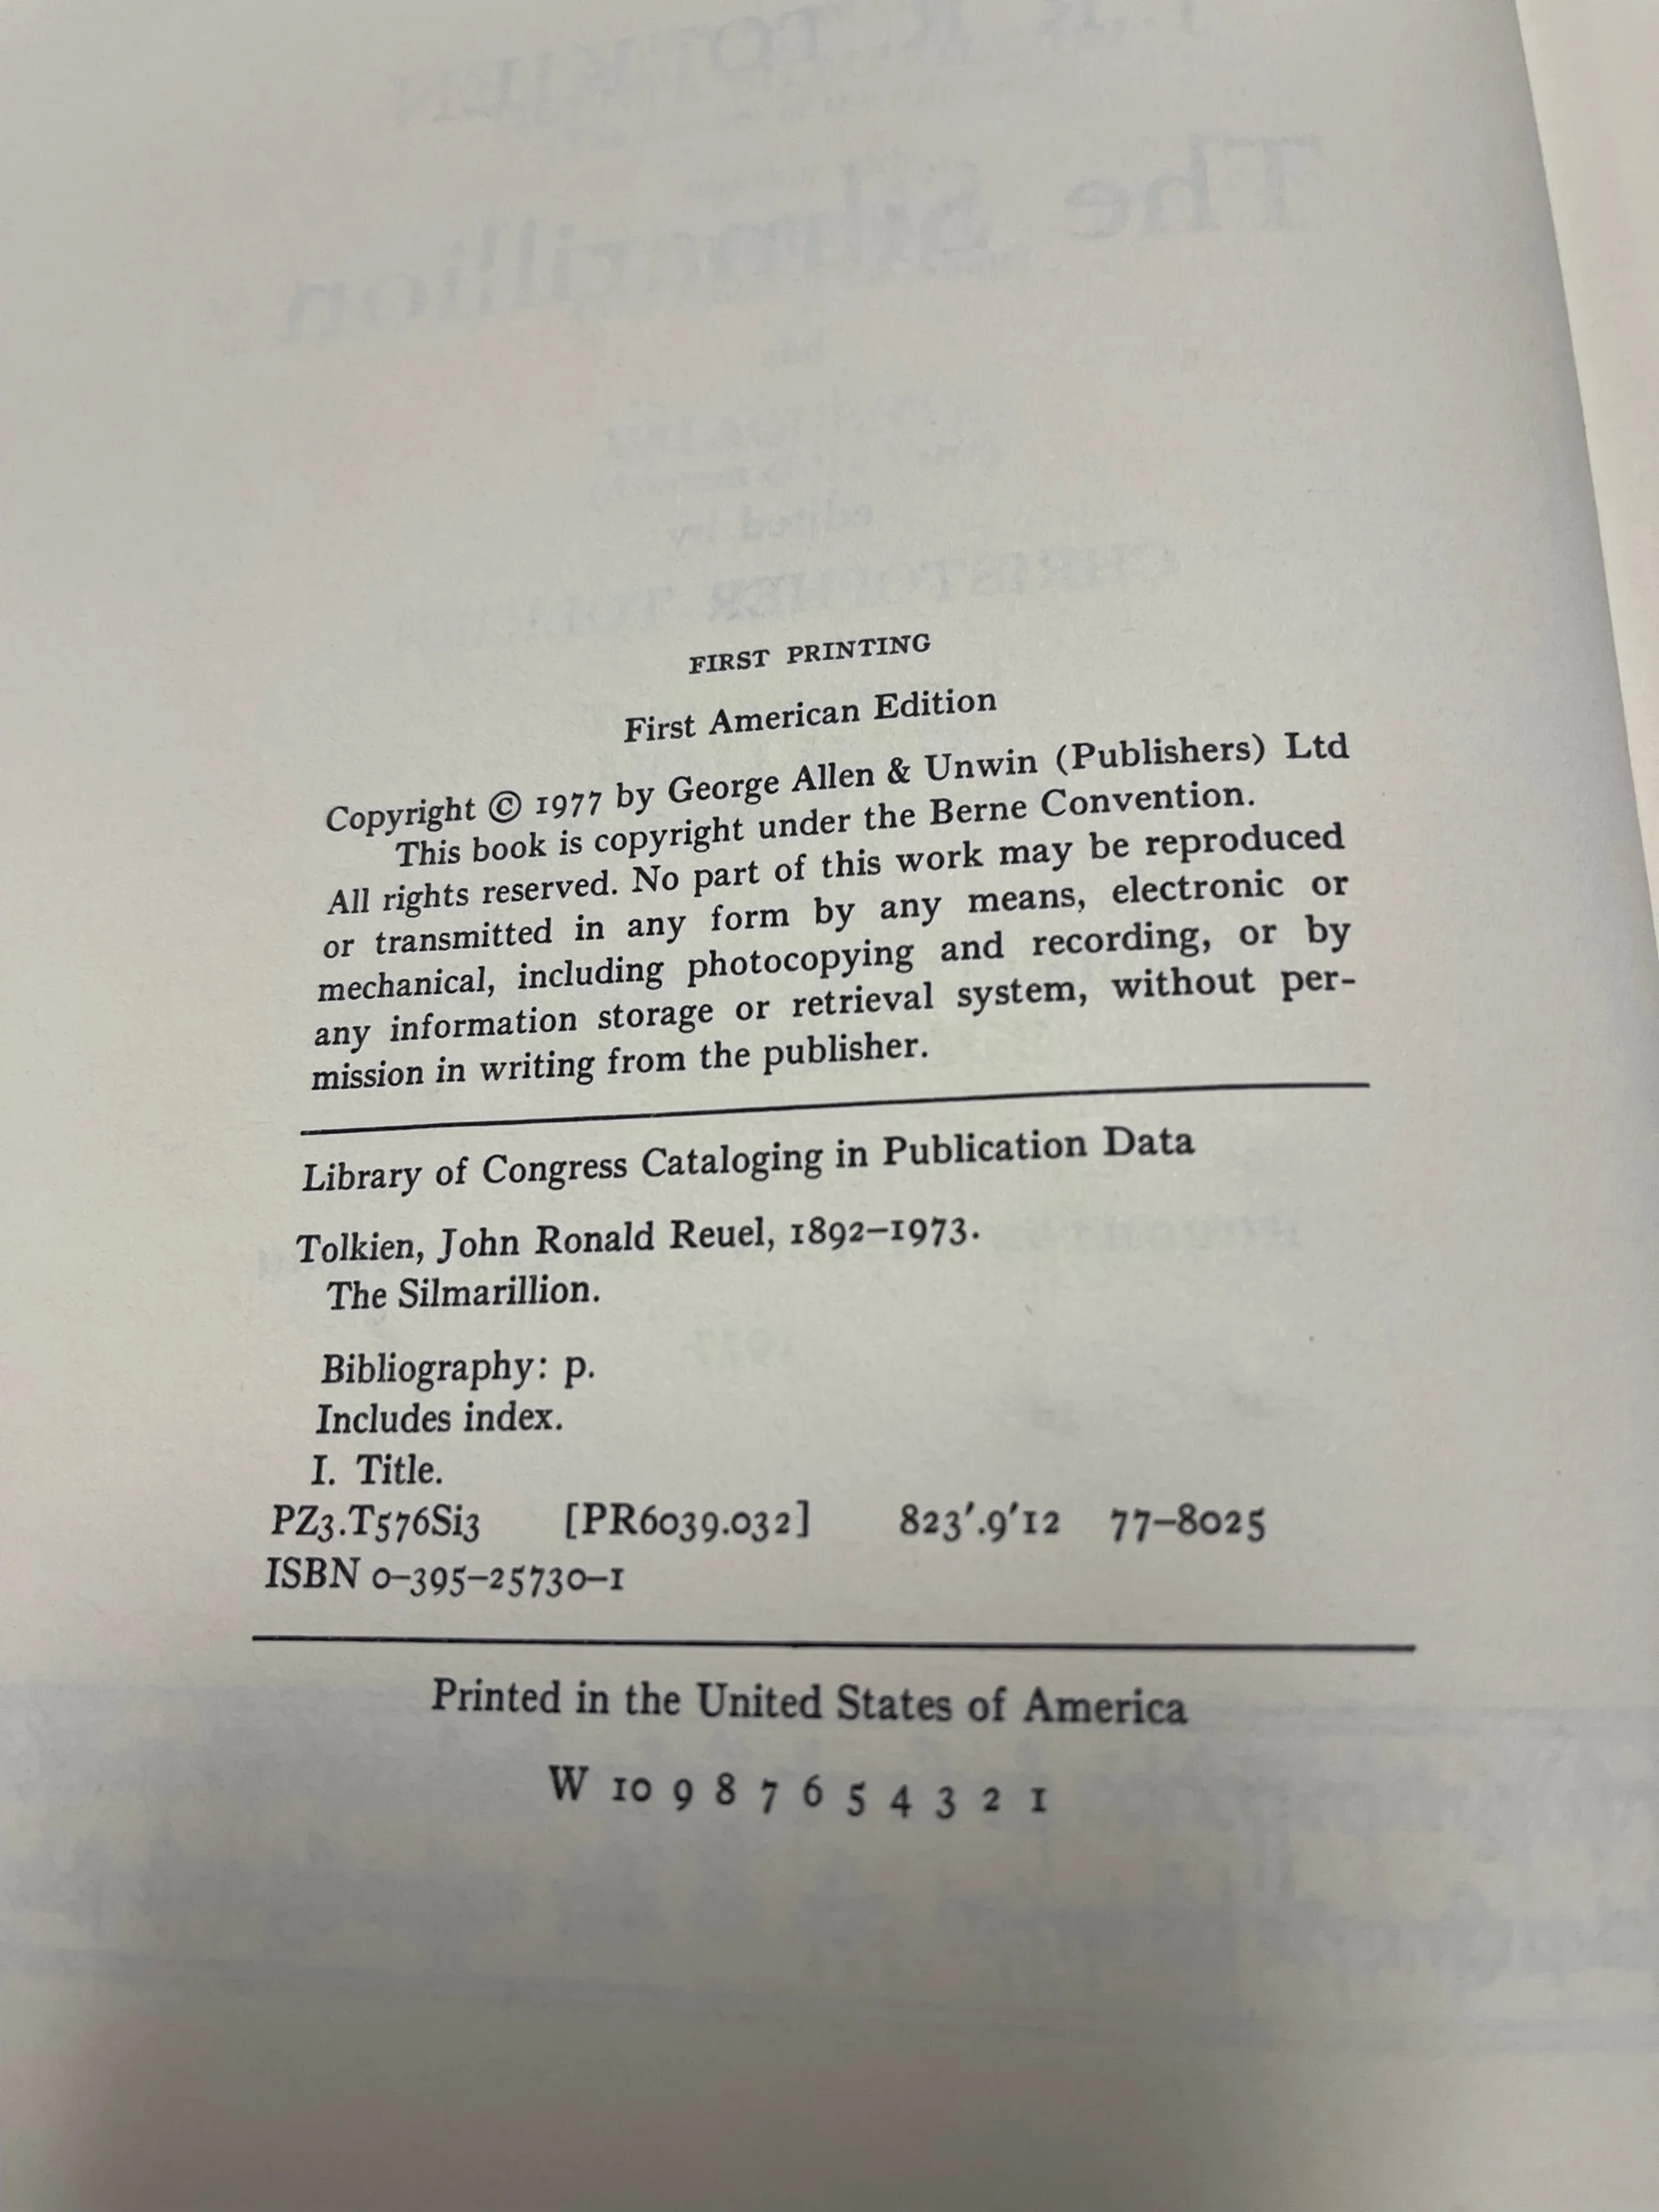 FIRST PRINTING
First American Edition
Copyright © 1977 by George Allen & Unwin (Publishers) Ltd
This book is copyright under the Berne Convention.
All rights reserved. No part of this work may be reproduced
or transmitted in any form by any means, electronic or
mechanical, including photocopying and recording, or by
any information storage or retrieval system, without per-
mission in writing from the publisher.
Library of Congress Cataloging in Publication Data
Tolkien, John Ronald Reuel, 1892–1973.
The Silmarillion.
Bibliography: p.
Includes index.
I. Title.
PZ3.T576Si3 [PR6039.032] 823'.9'12 77–8025
ISBN 0–395–25730–1
Printed in the United States of America
W 10 9 8 7 6 5 4 3 2 1